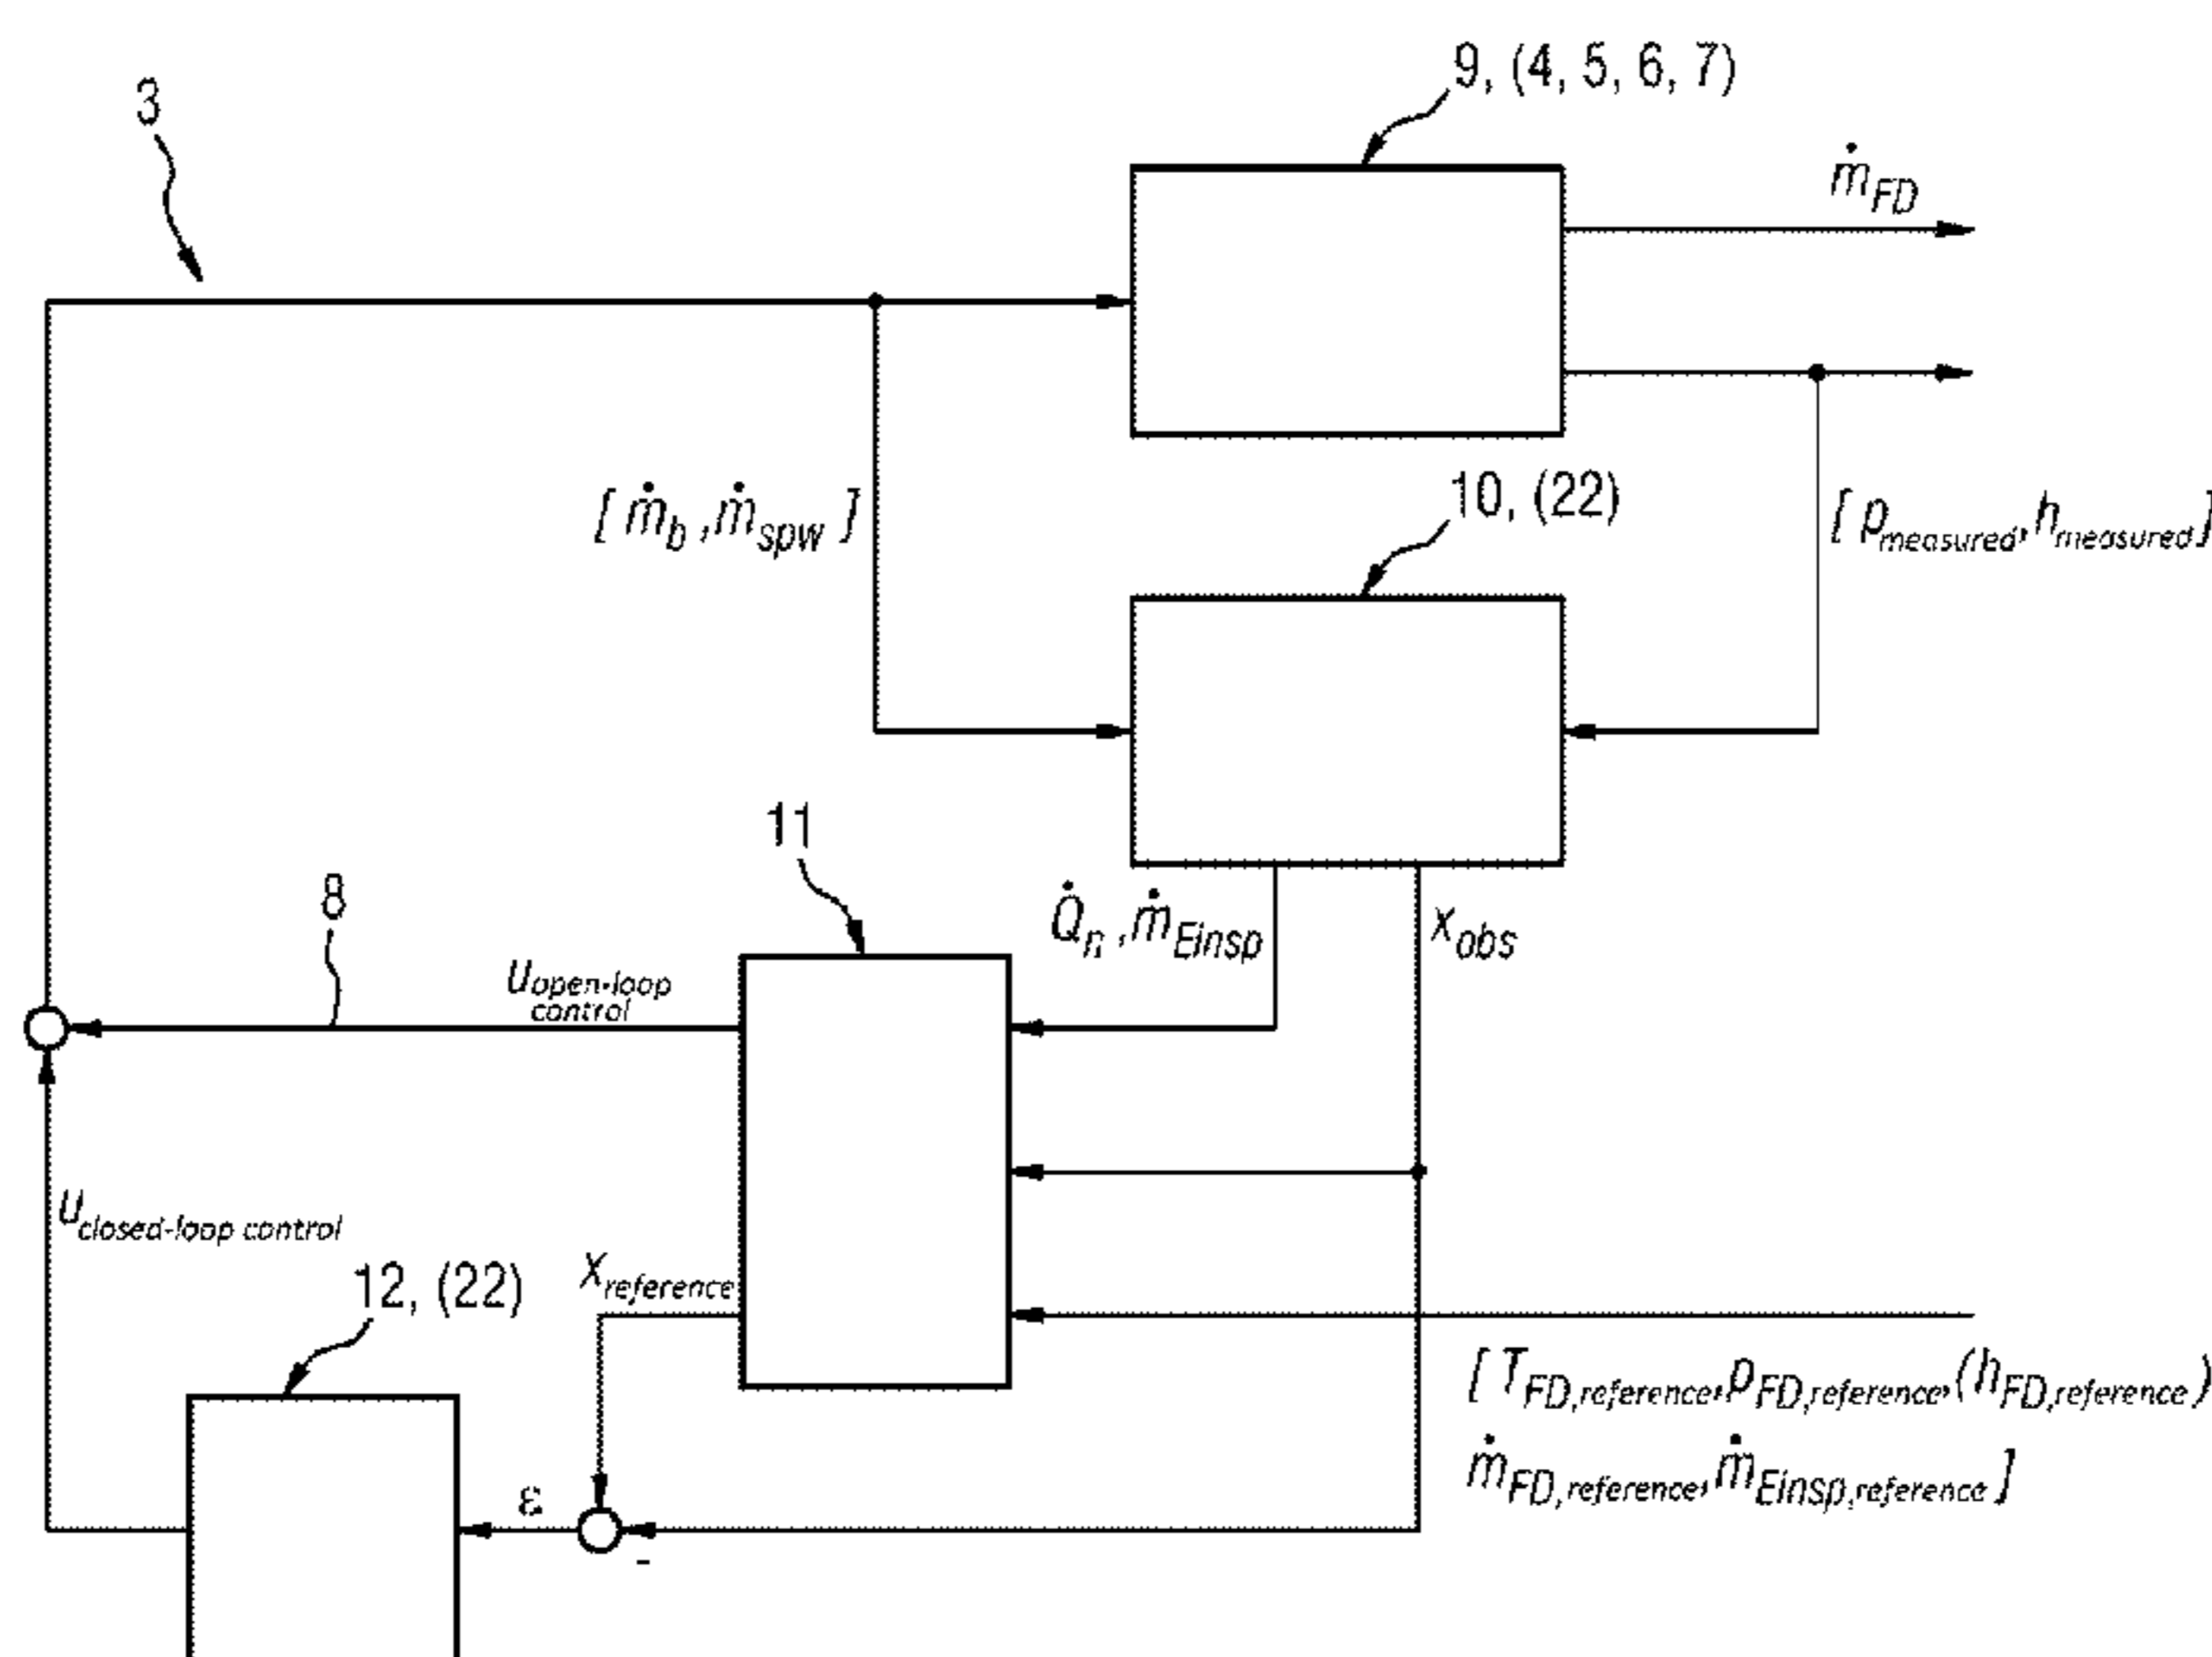 9, (4, 5, 6, 7)
3
ṁFD
[ ṁb ,ṁspw ]
10, (22)
[ pmeasured, hmeasured]
11
8
Q̇n ,ṁEinsp
xobs
uopen-loop
control
uclosed-loop control
12, (22)
xreference
[ TFD,reference, pFD,reference, (hFD,reference)
ṁFD,reference, ṁEinsp,reference ]
ε
-